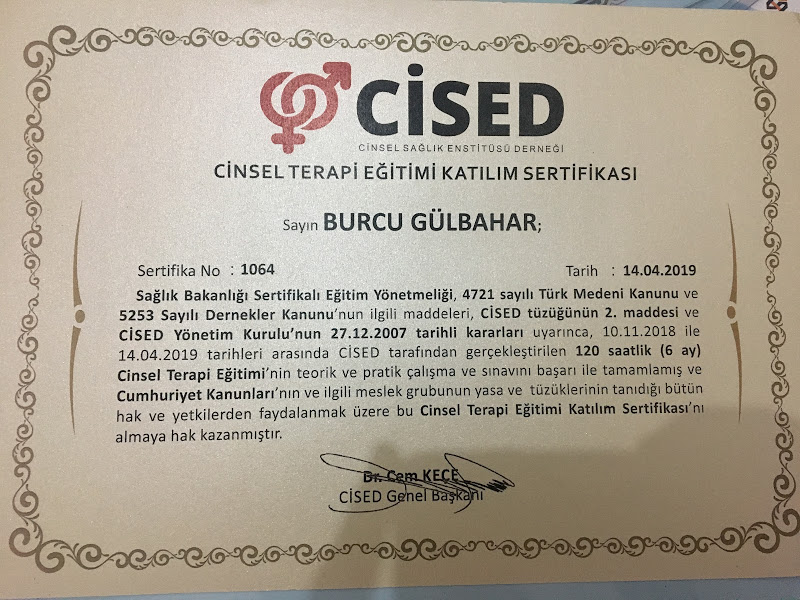 CİSED
CİNSEL SAĞLIK ENSTİTÜSÜ DERNEĞİ
CİNSEL TERAPİ EĞİTİMİ KATILIM SERTİFİKASI
Sayın BURCU GÜLBAHAR;
Sertifika No : 1064 Tarih : 14.04.2019
Sağlık Bakanlığı Sertifikalı Eğitim Yönetmeliği, 4721 sayılı Türk Medeni Kanunu ve
5253 Sayılı Dernekler Kanunu'nun ilgili maddeleri, CİSED tüzüğünün 2. maddesi ve
CİSED Yönetim Kurulu'nun 27.12.2007 tarihli kararları uyarınca, 10.11.2018 ile
14.04.2019 tarihleri arasında CİSED tarafından gerçekleştirilen 120 saatlik (6 ay)
Cinsel Terapi Eğitimi'nin teorik ve pratik çalışma ve sınavını başarı ile tamamlamış ve
Cumhuriyet Kanunları'nın ve ilgili meslek grubunun yasa ve tüzüklerinin tanıdığı bütün
hak ve yetkilerden faydalanmak üzere bu Cinsel Terapi Eğitimi Katılım Sertifikası'nı
almaya hak kazanmıştır.
Dr. Cem KEÇE
CİSED Genel Başkanı